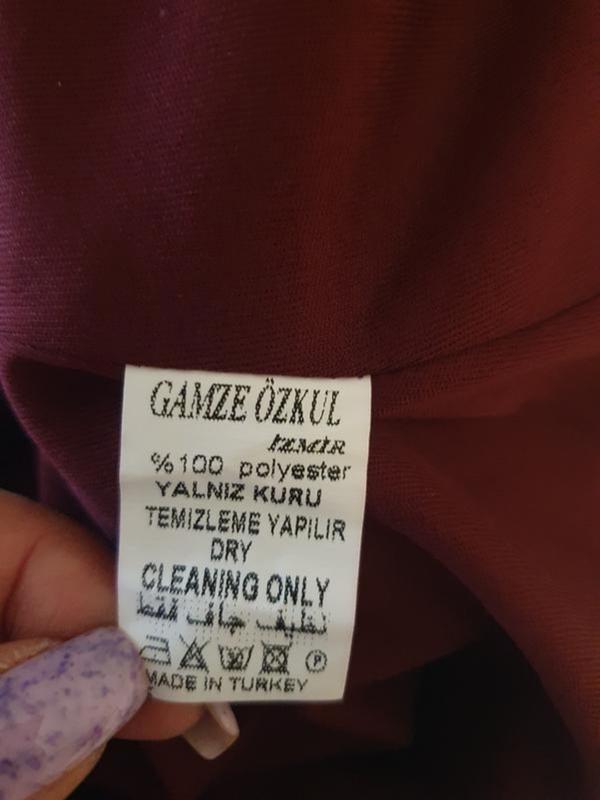 GAMZE ÖZKUL
İZMİR
%100 polyester
YALNIZ KURU
TEMİZLEME YAPILIR
DRY
CLEANING ONLY
تنظيف جاف فقط
P
MADE IN TURKEY